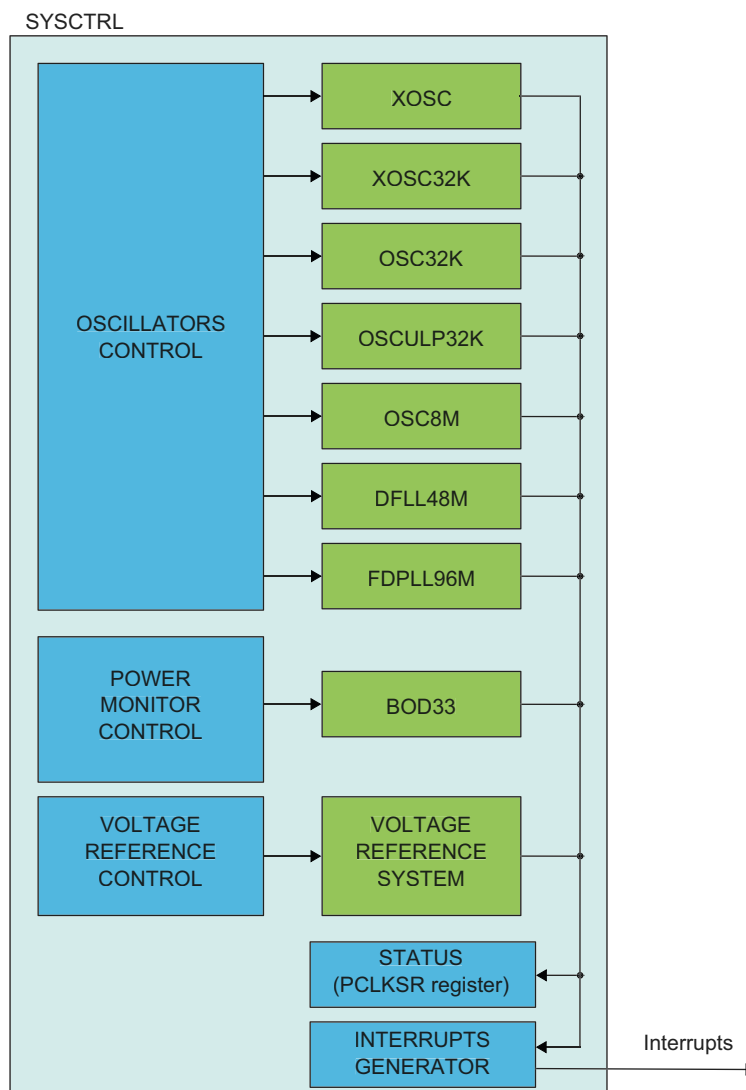 SYSCTRL
OSCILLATORS
CONTROL
XOSC
XOSC32K
OSC32K
OSCULP32K
OSC8M
DFLL48M
FDPLL96M
POWER
MONITOR
CONTROL
BOD33
VOLTAGE
REFERENCE
CONTROL
VOLTAGE
REFERENCE
SYSTEM
STATUS
(PCLKSR register)
INTERRUPTS
GENERATOR
Interrupts